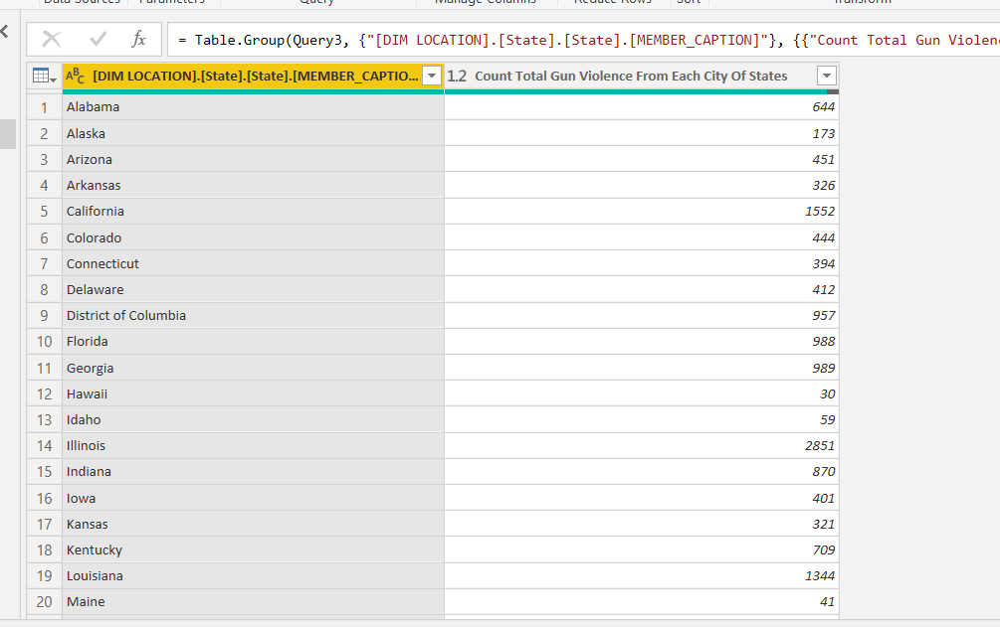 Data Sources Parameters Query Manage Columns Reduce Rows Sort Transform
fx = Table.Group(Query3, {"[DIM LOCATION].[State].[State].[MEMBER_CAPTION]"}, {{"Count Total Gun Violenc
ABC [DIM LOCATION].[State].[State].[MEMBER_CAPTIO... 1.2 Count Total Gun Violence From Each City Of States
1 Alabama 644
2 Alaska 173
3 Arizona 451
4 Arkansas 326
5 California 1552
6 Colorado 444
7 Connecticut 394
8 Delaware 412
9 District of Columbia 957
10 Florida 988
11 Georgia 989
12 Hawaii 30
13 Idaho 59
14 Illinois 2851
15 Indiana 870
16 Iowa 401
17 Kansas 321
18 Kentucky 709
19 Louisiana 1344
20 Maine 41